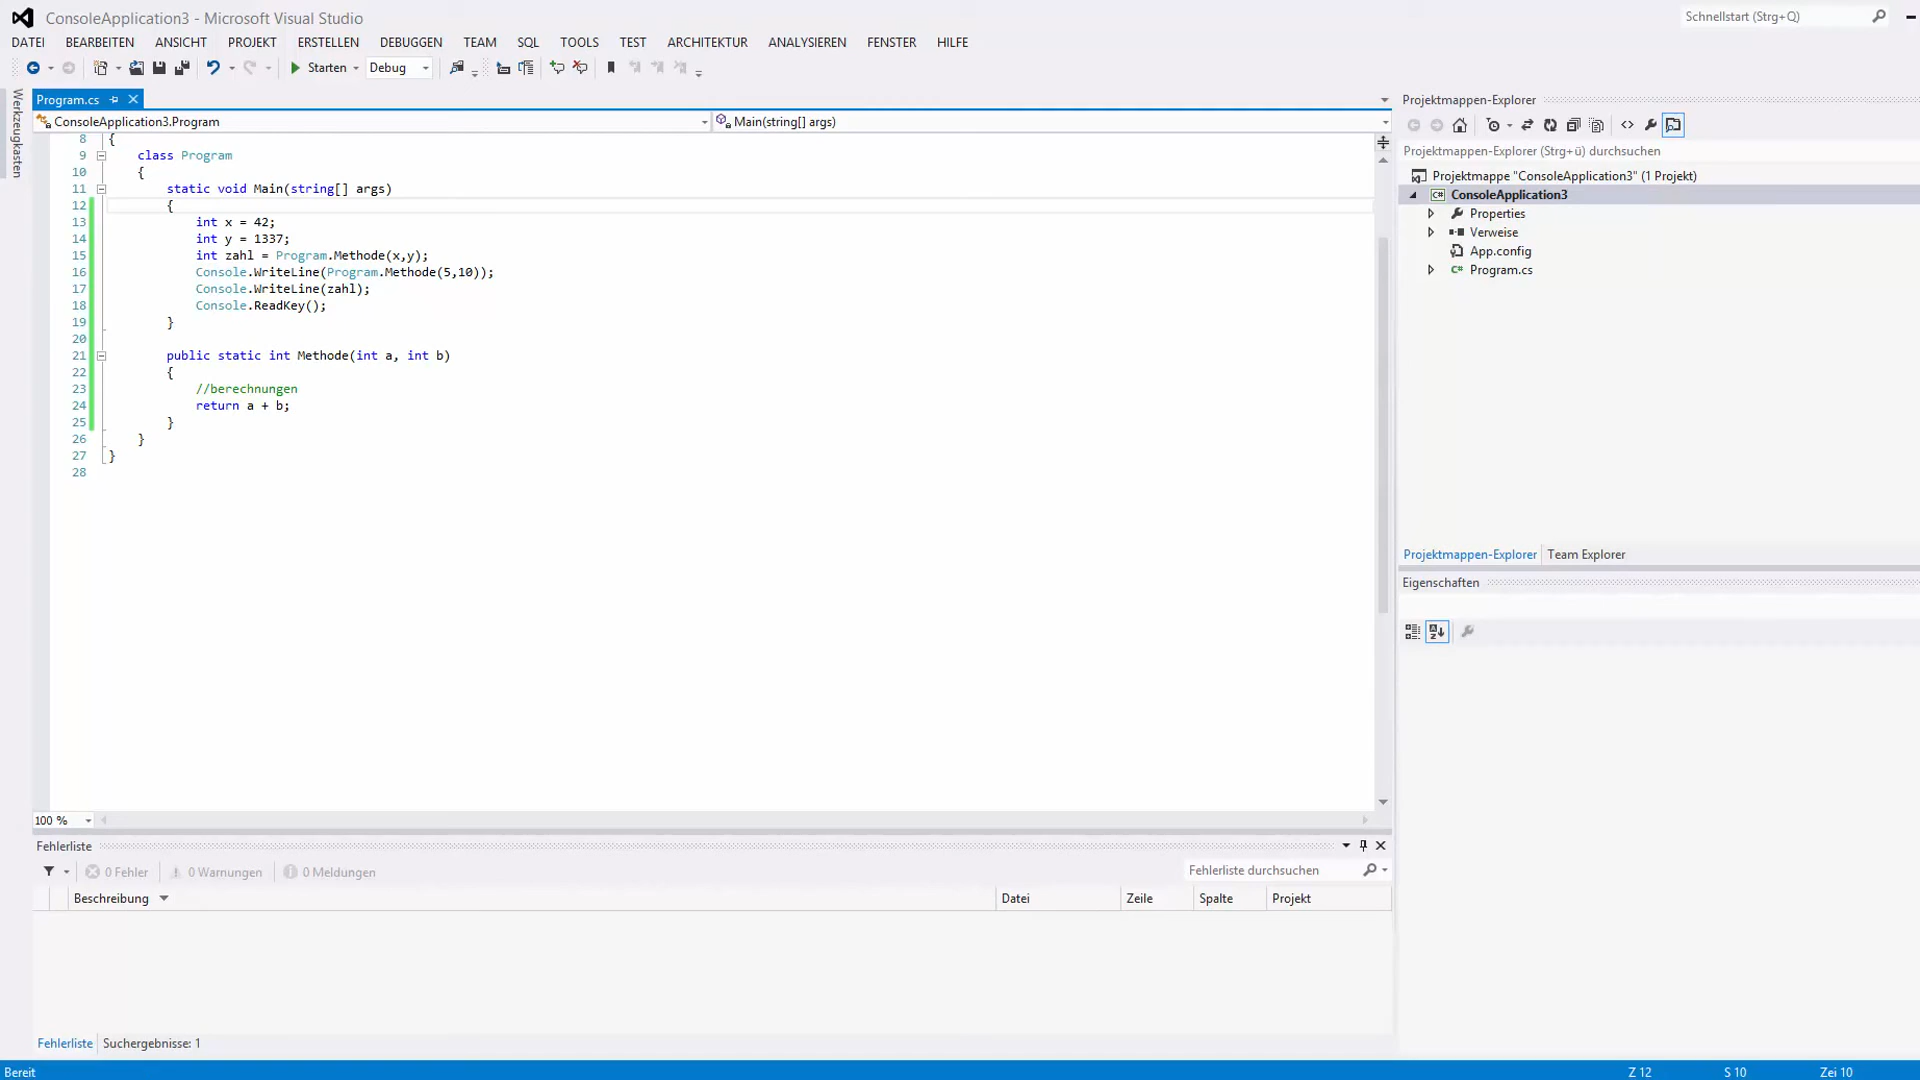 ConsoleApplication3 - Microsoft Visual Studio
Schnellstart (Strg+Q)
DATEI BEARBEITEN ANSICHT PROJEKT ERSTELLEN DEBUGGEN TEAM SQL TOOLS TEST ARCHITEKTUR ANALYSIEREN FENSTER HILFE
Starten Debug
Werkzeugkasten
Program.cs
ConsoleApplication3.Program
Main(string[] args)
8 {
9 class Program
10 {
11 static void Main(string[] args)
12 {
13 int x = 42;
14 int y = 1337;
15 int zahl = Program.Methode(x,y);
16 Console.WriteLine(Program.Methode(5,10));
17 Console.WriteLine(zahl);
18 Console.ReadKey();
19 }
20
21 public static int Methode(int a, int b)
22 {
23 //berechnungen
24 return a + b;
25 }
26 }
27 }
28
100 %
Projektmappen-Explorer
Projektmappen-Explorer (Strg+ü) durchsuchen
Projektmappe "ConsoleApplication3" (1 Projekt)
C# ConsoleApplication3
Properties
Verweise
App.config
C# Program.cs
Projektmappen-Explorer Team Explorer
Eigenschaften
Fehlerliste
0 Fehler 0 Warnungen 0 Meldungen
Fehlerliste durchsuchen
Beschreibung Datei Zeile Spalte Projekt
Fehlerliste Suchergebnisse: 1
Bereit Z 12 S 10 Zei 10